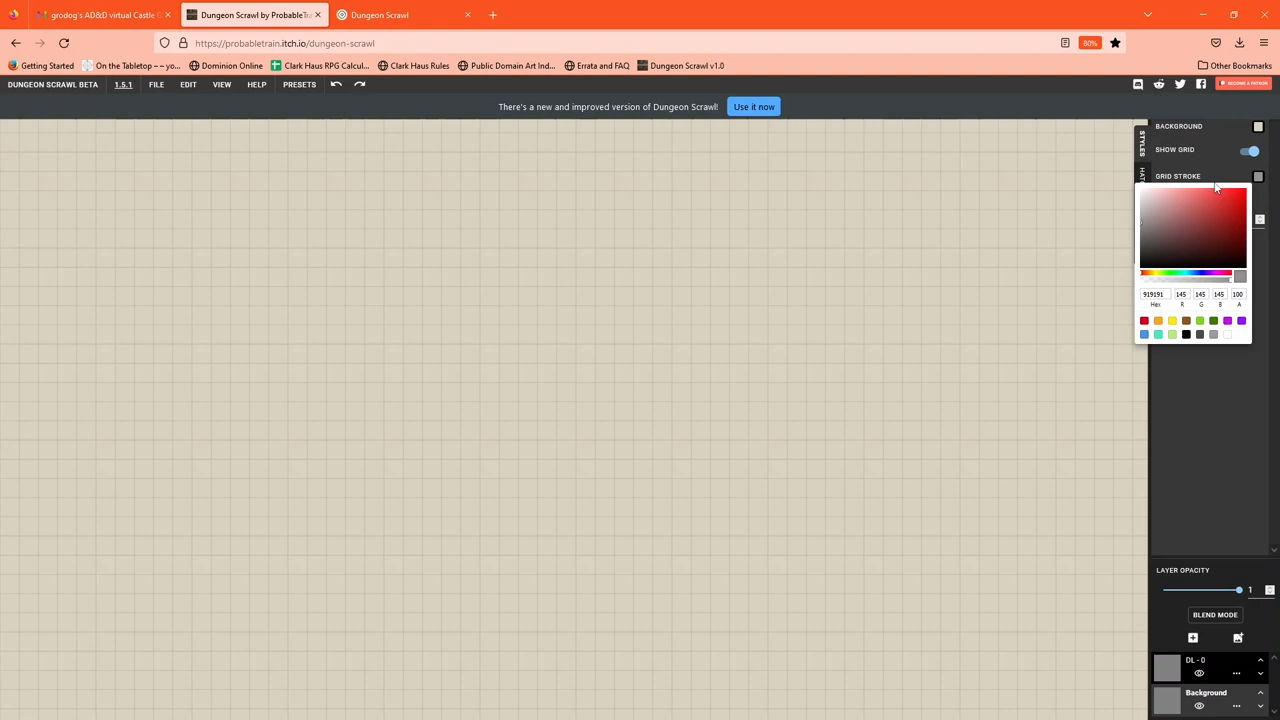 grodog's AD&D virtual Castle
Dungeon Scrawl by ProbableTra
Dungeon Scrawl
https://probabletrain.itch.io/dungeon-scrawl
80%
Getting Started
On the Tabletop – – yo…
Dominion Online
Clark Haus RPG Calcul…
Clark Haus Rules
Public Domain Art Ind…
Errata and FAQ
Dungeon Scrawl v1.0
Other Bookmarks
DUNGEON SCRAWL BETA
1.5.1
FILE
EDIT
VIEW
HELP
PRESETS
BECOME A PATRON
There's a new and improved version of Dungeon Scrawl!
Use it now
STYLES
HAT
BACKGROUND
SHOW GRID
GRID STROKE
919191 145 145 145 100
Hex R G B A
LAYER OPACITY
1
BLEND MODE
DL - 0
Background